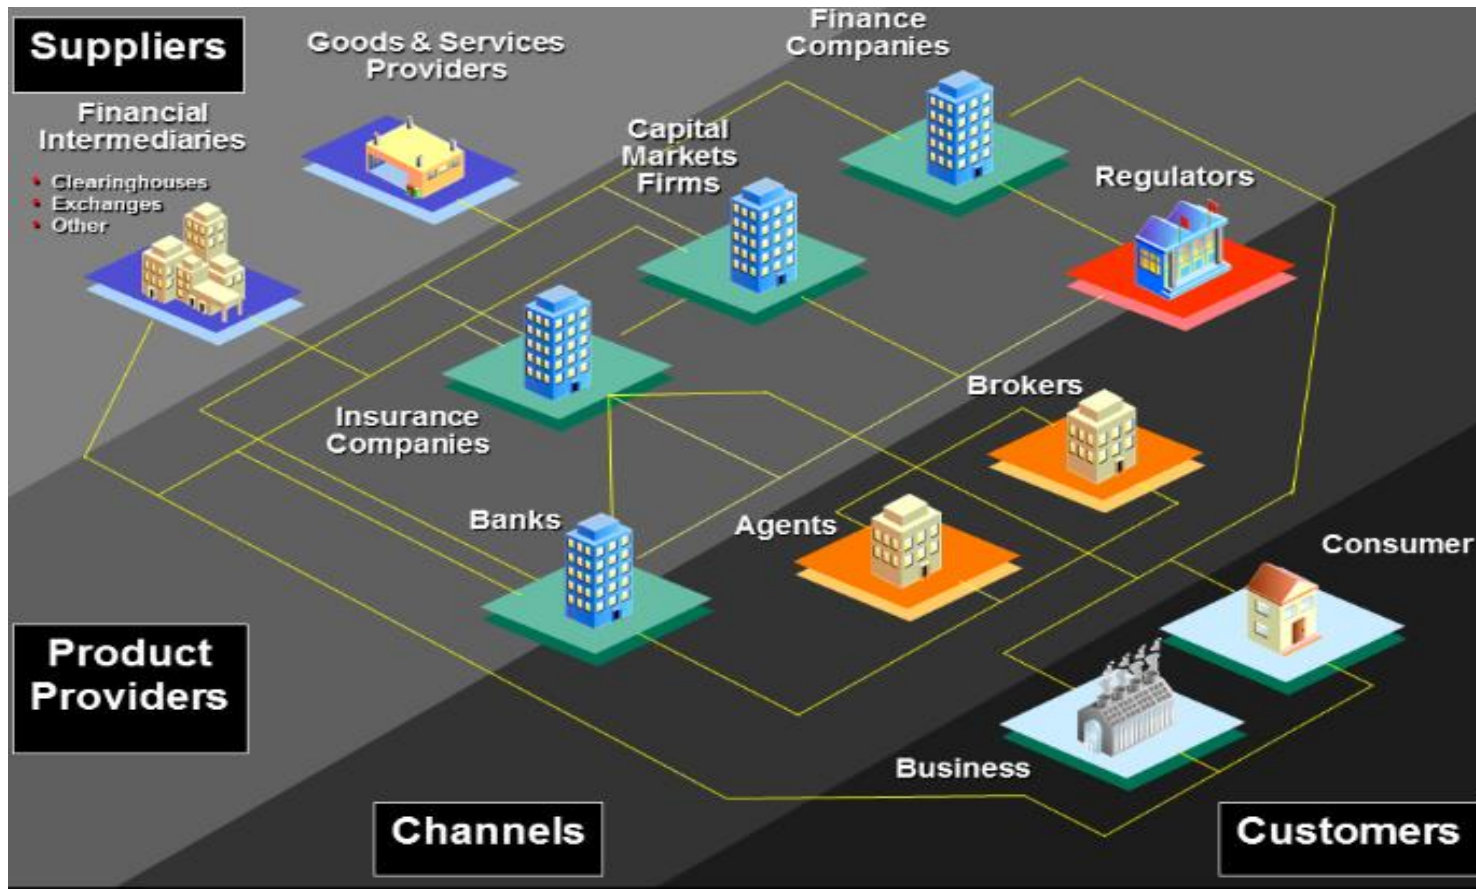 Suppliers
Goods & Services
Providers
Finance
Companies
Financial
Intermediaries
• Clearinghouses
• Exchanges
• Other
Capital
Markets
Firms
Regulators
Insurance
Companies
Brokers
Banks
Agents
Consumer
Product
Providers
Business
Channels
Customers